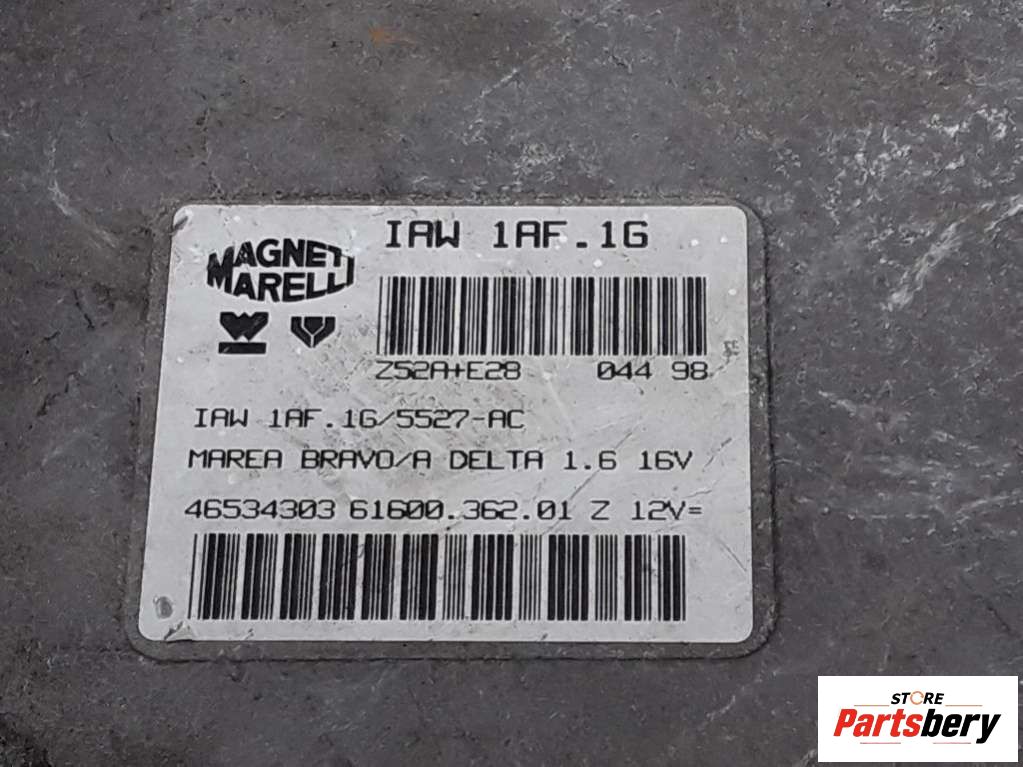 IAW 1AF.1G
MAGNETI
MARELLI
Z52A+E28 044 98
IAW 1AF.1G/5527-AC
MAREA BRAVO/A DELTA 1.6 16V
46534303 61600.362.01 Z 12V=
STORE
Partsbery